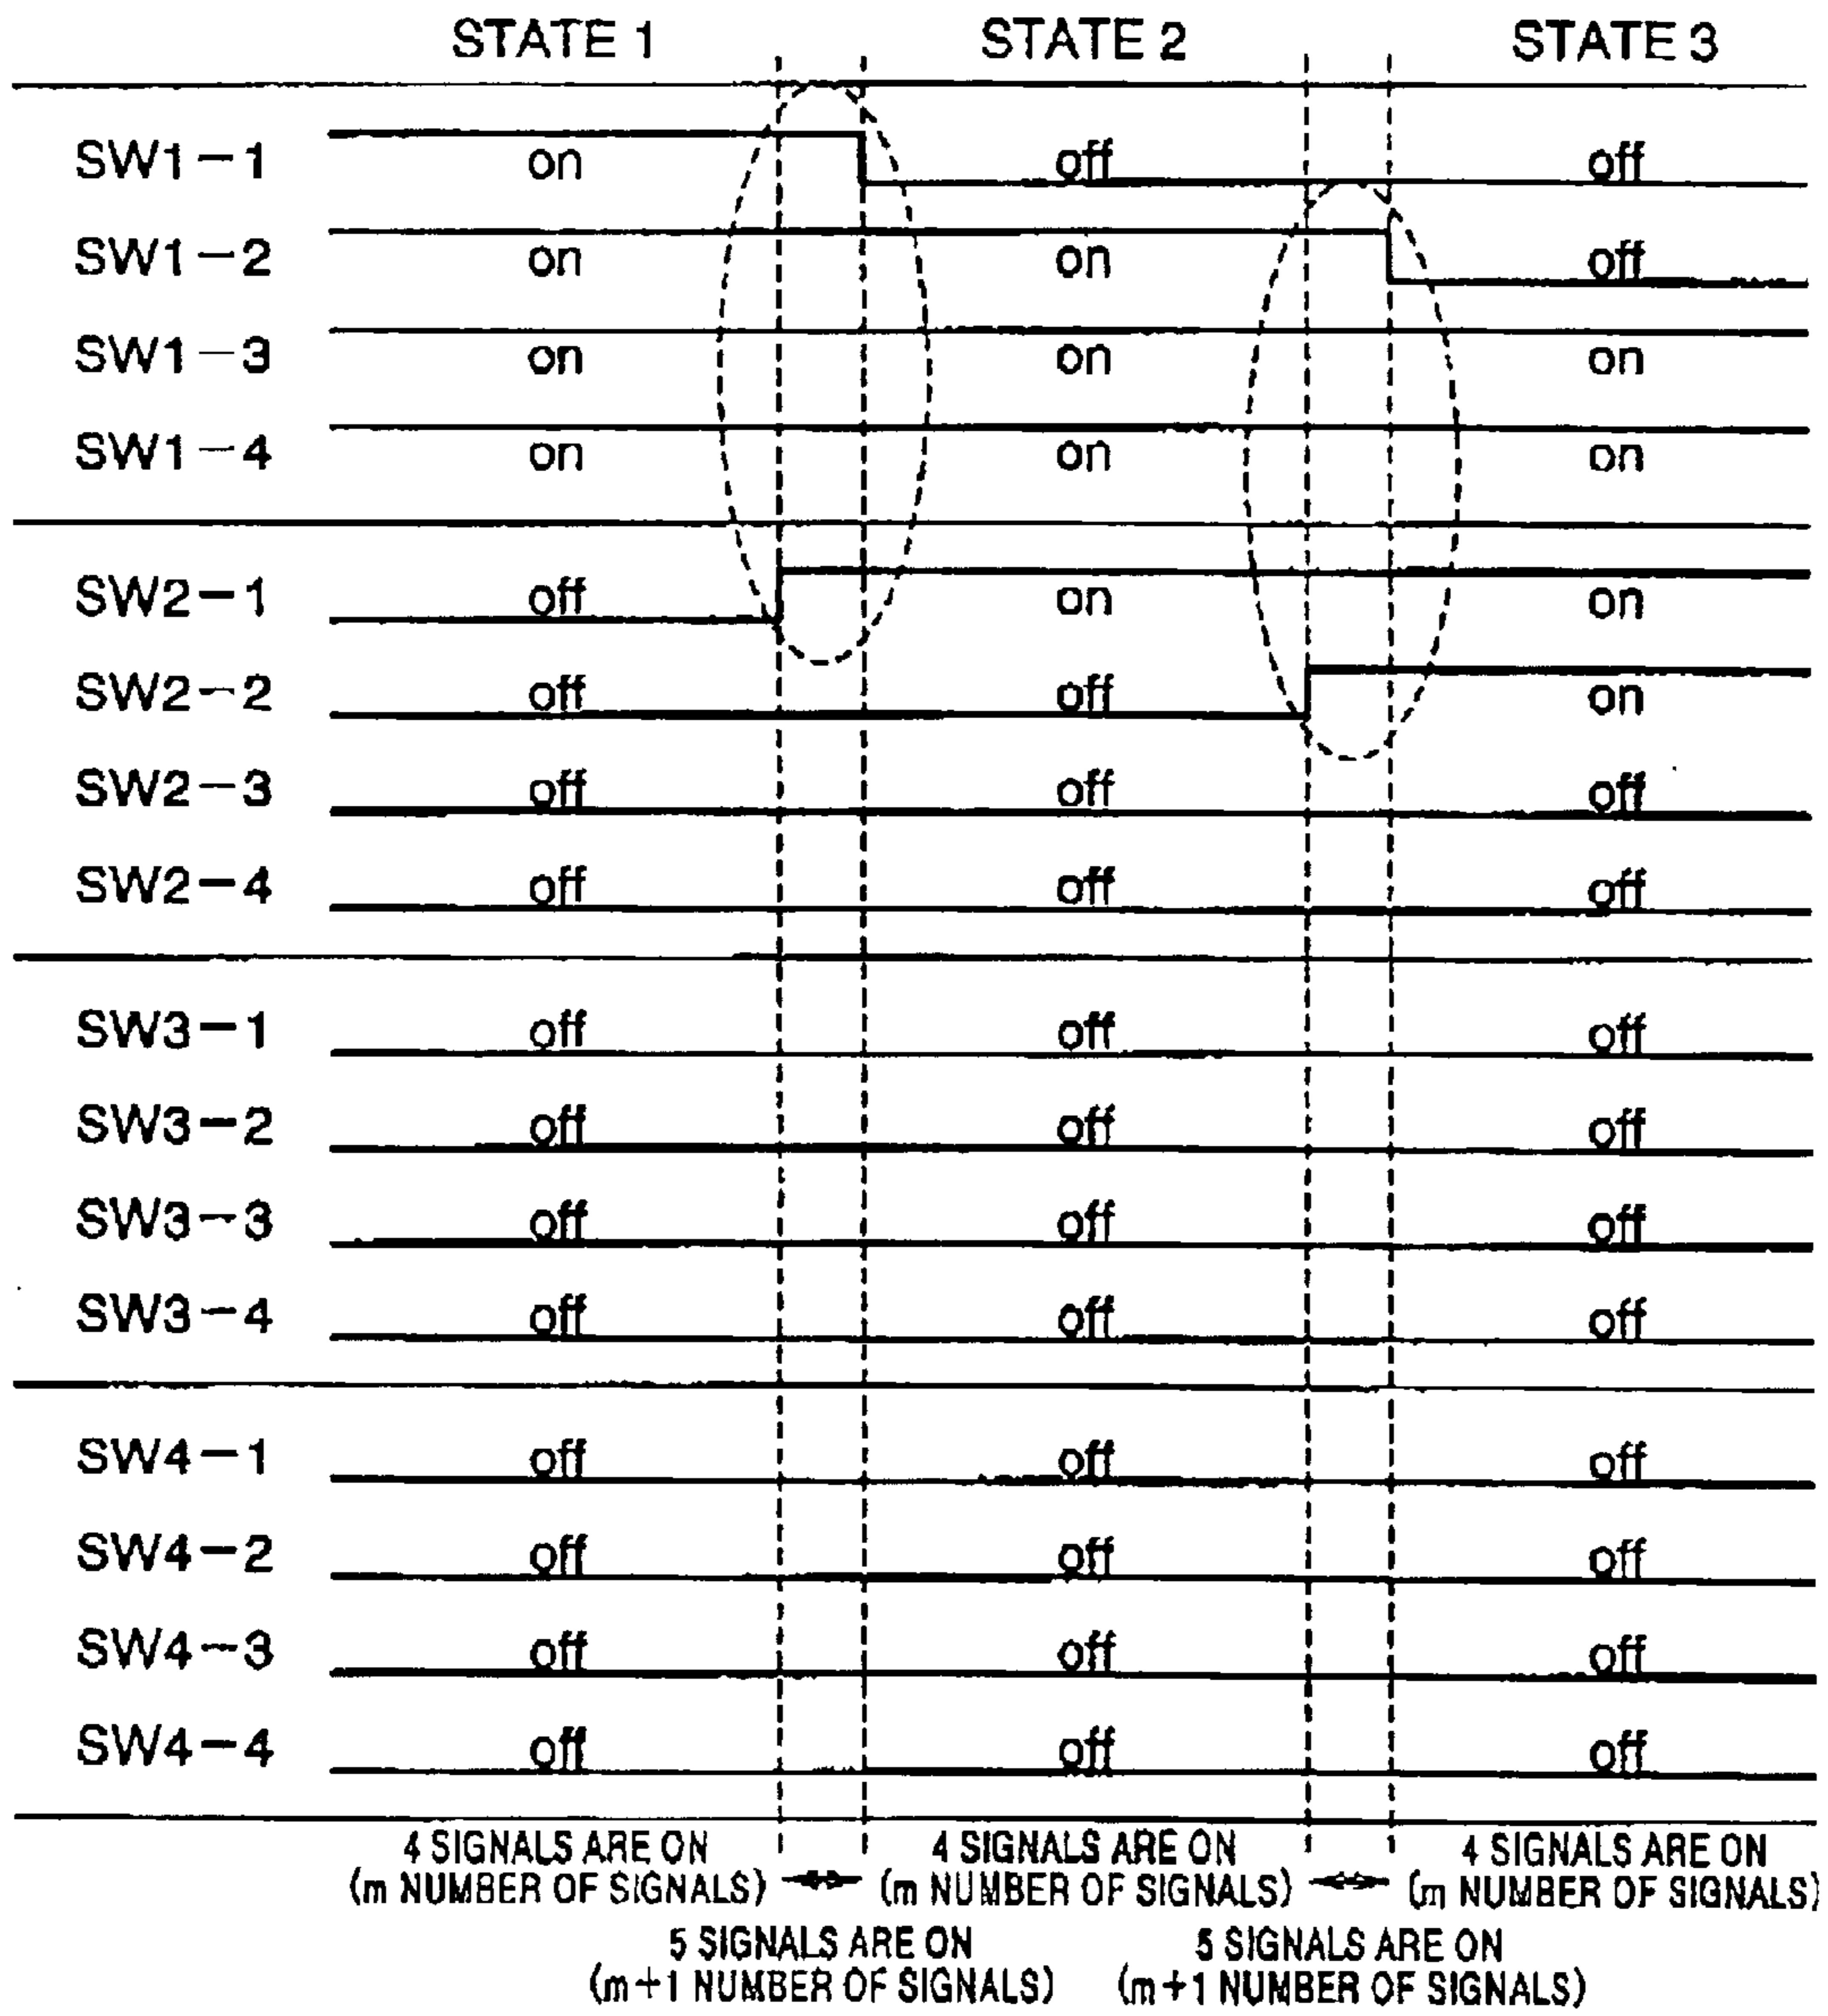 STATE 1 STATE 2 STATE 3
SW1-1 on off off
SW1-2 on on off
SW1-3 on on on
SW1-4 on on on
SW2-1 off on on
SW2-2 off off on
SW2-3 off off off
SW2-4 off off off
SW3-1 off off off
SW3-2 off off off
SW3-3 off off off
SW3-4 off off off
SW4-1 off off off
SW4-2 off off off
SW4-3 off off off
SW4-4 off off off
4 SIGNALS ARE ON 4 SIGNALS ARE ON 4 SIGNALS ARE ON
(m NUMBER OF SIGNALS) (m NUMBER OF SIGNALS) (m NUMBER OF SIGNALS)
5 SIGNALS ARE ON 5 SIGNALS ARE ON
(m+1 NUMBER OF SIGNALS) (m+1 NUMBER OF SIGNALS)